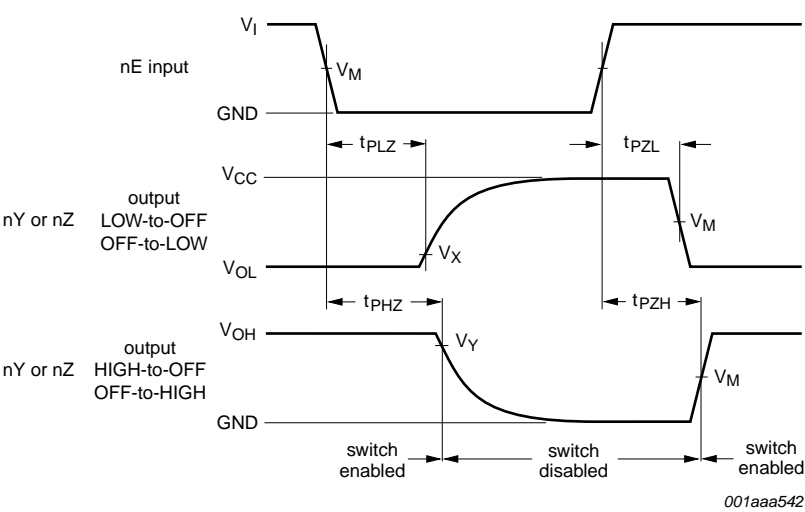 V_I
nE input
V_M
GND
t_PLZ
t_PZL
V_CC
output
nY or nZ LOW-to-OFF
OFF-to-LOW
V_M
V_X
V_OL
t_PHZ
t_PZH
V_OH
V_Y
output
nY or nZ HIGH-to-OFF
OFF-to-HIGH
V_M
GND
switch
enabled
switch
disabled
switch
enabled
001aaa542